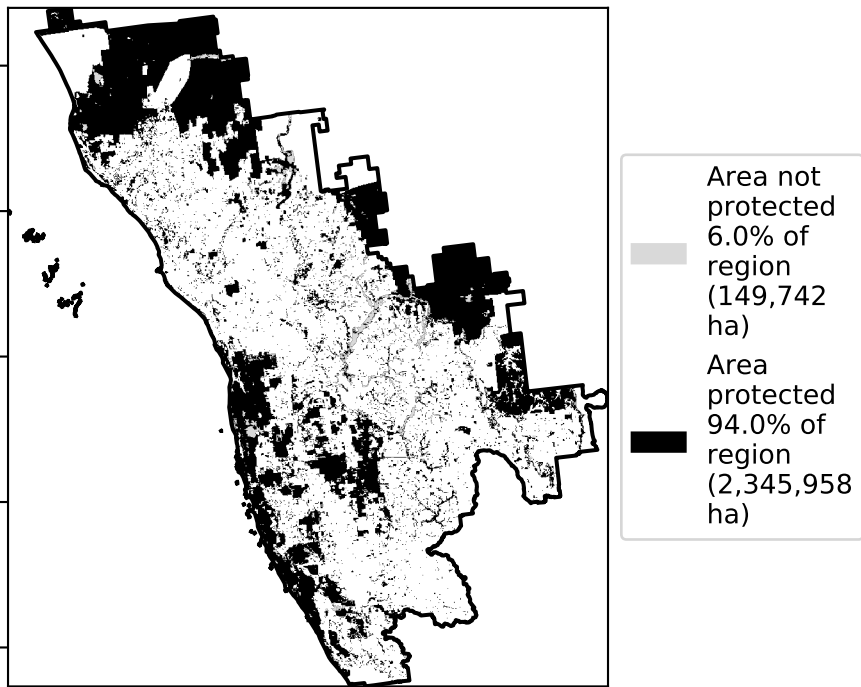 Area not
protected
6.0% of
region
(149,742
ha)
Area
protected
94.0% of
region
(2,345,958
ha)